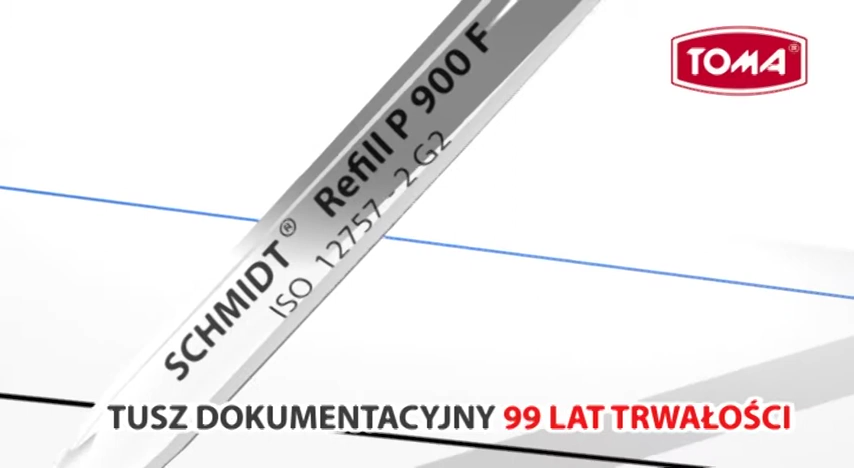 TOMA®
SCHMIDT® Refill P 900 F
ISO 12757 - 2 G2
TUSZ DOKUMENTACYJNY 99 LAT TRWAŁOŚCI